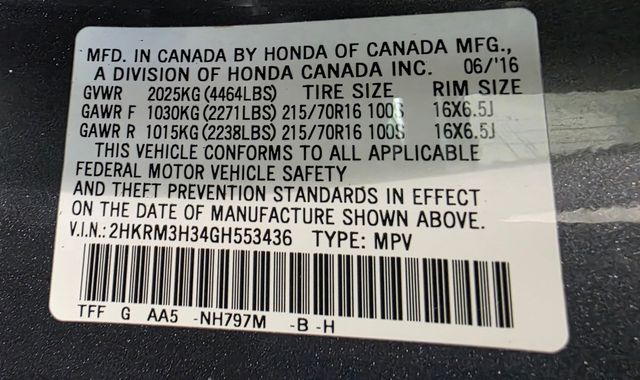 MFD. IN CANADA BY HONDA OF CANADA MFG.,
A DIVISION OF HONDA CANADA INC. 06/'16
GVWR 2025KG (4464LBS) TIRE SIZE RIM SIZE
GAWR F 1030KG (2271LBS) 215/70R16 100S 16X6.5J
GAWR R 1015KG (2238LBS) 215/70R16 100S 16X6.5J
THIS VEHICLE CONFORMS TO ALL APPLICABLE
FEDERAL MOTOR VEHICLE SAFETY
AND THEFT PREVENTION STANDARDS IN EFFECT
ON THE DATE OF MANUFACTURE SHOWN ABOVE.
V.I.N.: 2HKRM3H34GH553436 TYPE: MPV
TFF G AA5 -NH797M -B -H